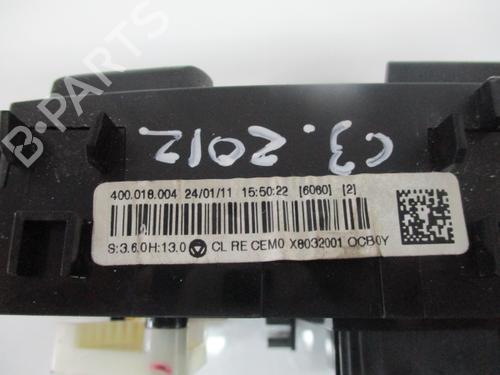 C3. 2012
400.018.004 24/01/11 15:50:22 [6060] [2]
S:3.6.0H:13.0 CL RE CEM0 X8032001 OCB0Y
B-PARTS